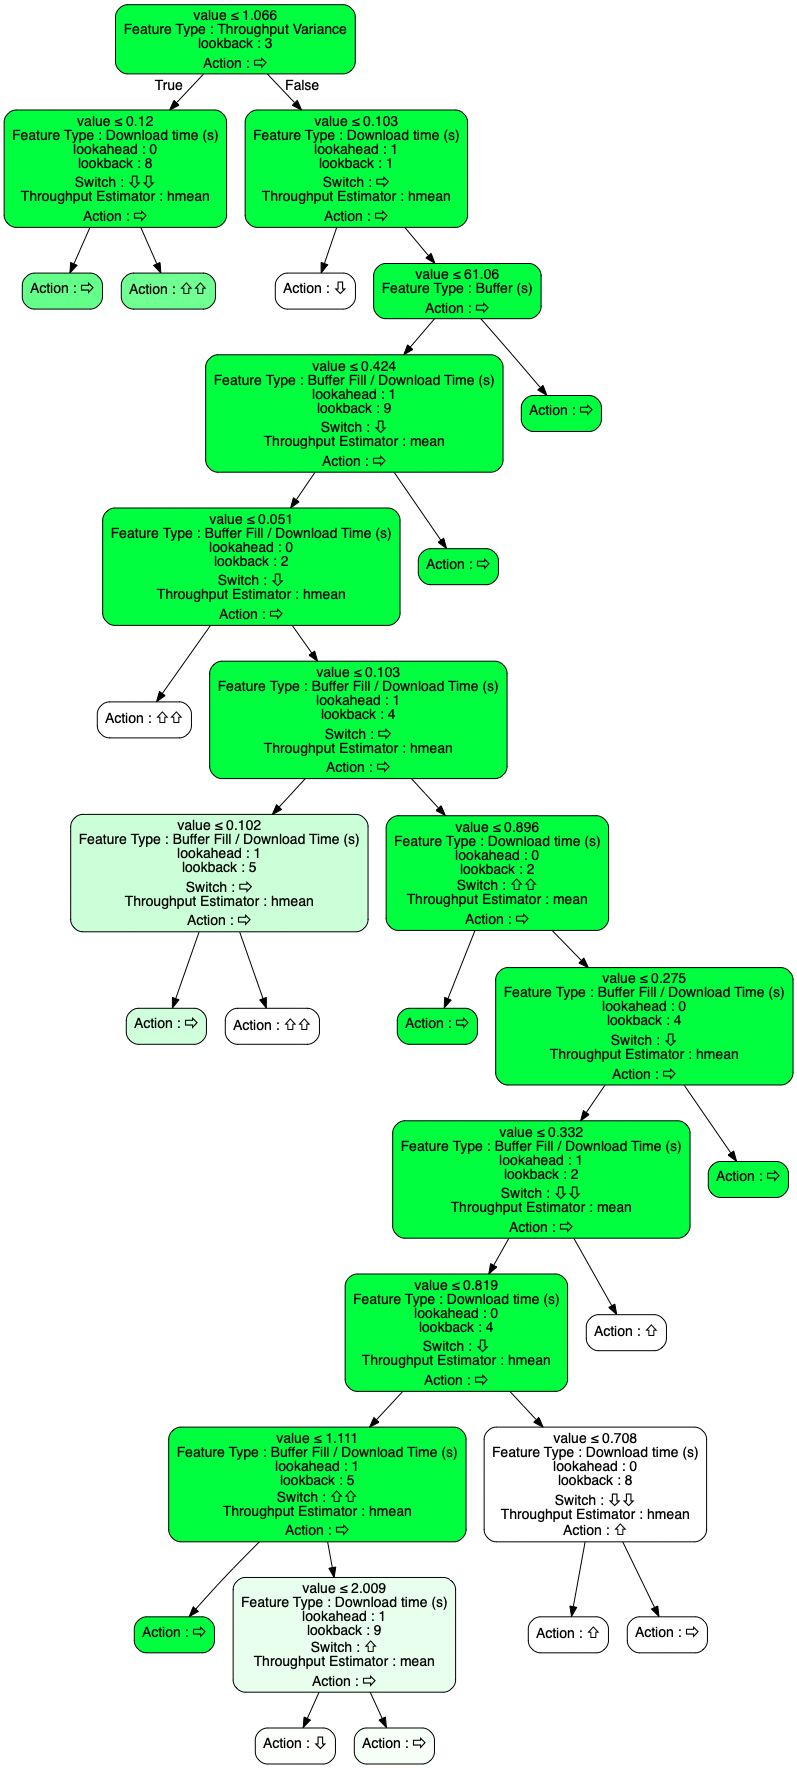 value ≤ 1.066
Feature Type : Throughput Variance
lookback : 3
Action : ⇨
True
False
value ≤ 0.12
Feature Type : Download time (s)
lookahead : 0
lookback : 8
Switch : ⇩⇩
Throughput Estimator : hmean
Action : ⇨
value ≤ 0.103
Feature Type : Download time (s)
lookahead : 1
lookback : 1
Switch : ⇨
Throughput Estimator : hmean
Action : ⇨
Action : ⇨
Action : ⇧⇧
Action : ⇩
value ≤ 61.06
Feature Type : Buffer (s)
Action : ⇨
value ≤ 0.424
Feature Type : Buffer Fill / Download Time (s)
lookahead : 1
lookback : 9
Switch : ⇩
Throughput Estimator : mean
Action : ⇨
Action : ⇨
value ≤ 0.051
Feature Type : Buffer Fill / Download Time (s)
lookahead : 0
lookback : 2
Switch : ⇩
Throughput Estimator : hmean
Action : ⇨
Action : ⇨
Action : ⇧⇧
value ≤ 0.103
Feature Type : Buffer Fill / Download Time (s)
lookahead : 1
lookback : 4
Switch : ⇨
Throughput Estimator : hmean
Action : ⇨
value ≤ 0.102
Feature Type : Buffer Fill / Download Time (s)
lookahead : 1
lookback : 5
Switch : ⇨
Throughput Estimator : hmean
Action : ⇨
value ≤ 0.896
Feature Type : Download time (s)
lookahead : 0
lookback : 2
Switch : ⇧⇧
Throughput Estimator : mean
Action : ⇨
Action : ⇨
Action : ⇧⇧
Action : ⇨
value ≤ 0.275
Feature Type : Buffer Fill / Download Time (s)
lookahead : 0
lookback : 4
Switch : ⇩
Throughput Estimator : hmean
Action : ⇨
value ≤ 0.332
Feature Type : Buffer Fill / Download Time (s)
lookahead : 1
lookback : 2
Switch : ⇩⇩
Throughput Estimator : mean
Action : ⇨
Action : ⇨
value ≤ 0.819
Feature Type : Download time (s)
lookahead : 0
lookback : 4
Switch : ⇩
Throughput Estimator : hmean
Action : ⇨
Action : ⇧
value ≤ 1.111
Feature Type : Buffer Fill / Download Time (s)
lookahead : 1
lookback : 5
Switch : ⇧⇧
Throughput Estimator : hmean
Action : ⇨
value ≤ 0.708
Feature Type : Download time (s)
lookahead : 0
lookback : 8
Switch : ⇩⇩
Throughput Estimator : hmean
Action : ⇧
Action : ⇨
value ≤ 2.009
Feature Type : Download time (s)
lookahead : 1
lookback : 9
Switch : ⇧
Throughput Estimator : mean
Action : ⇨
Action : ⇧
Action : ⇨
Action : ⇩
Action : ⇨